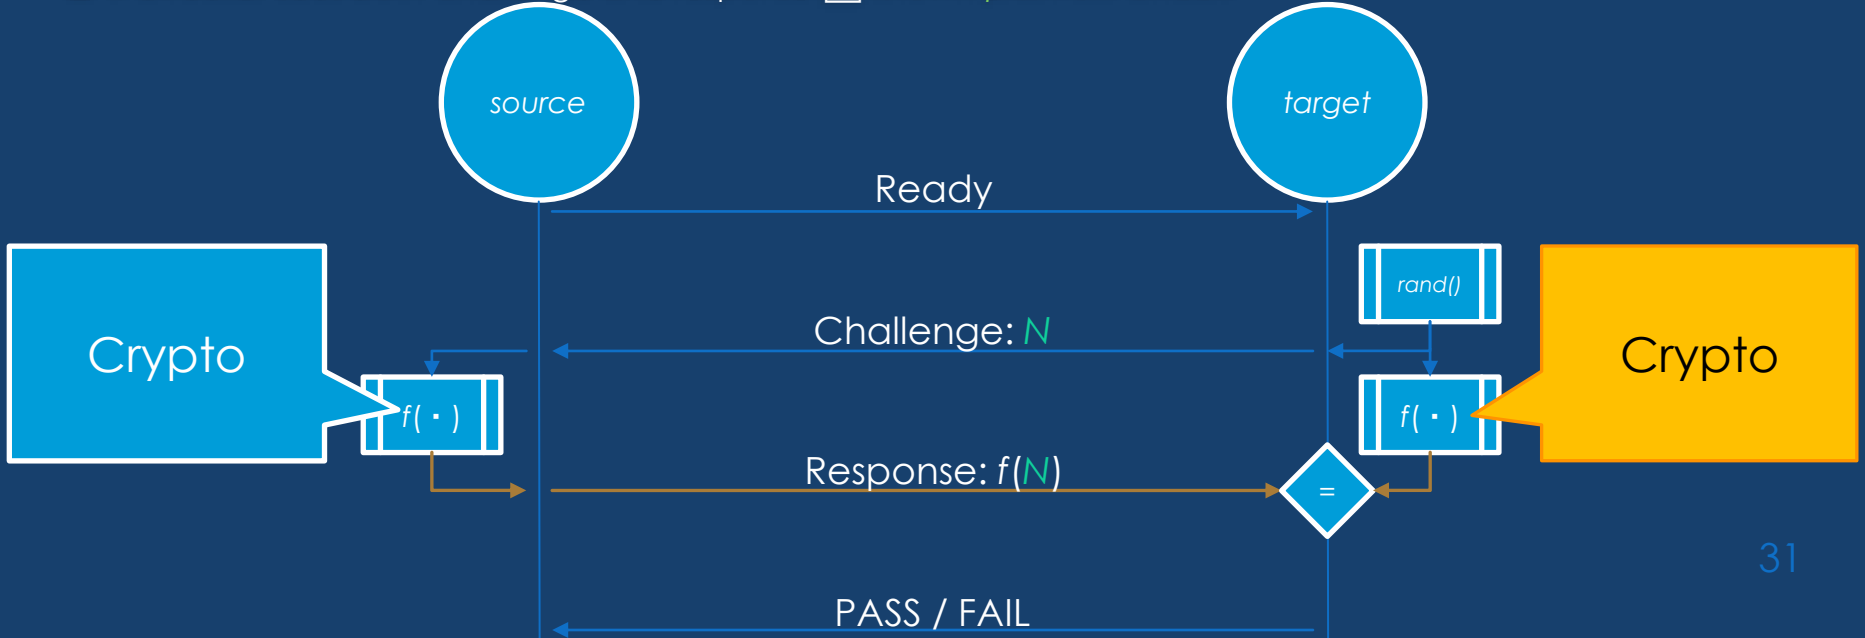 source
target
Ready
rand()
Challenge: N
Crypto
Crypto
f( ▪ )
f( ▪ )
Response: f(N)
=
31
PASS / FAIL